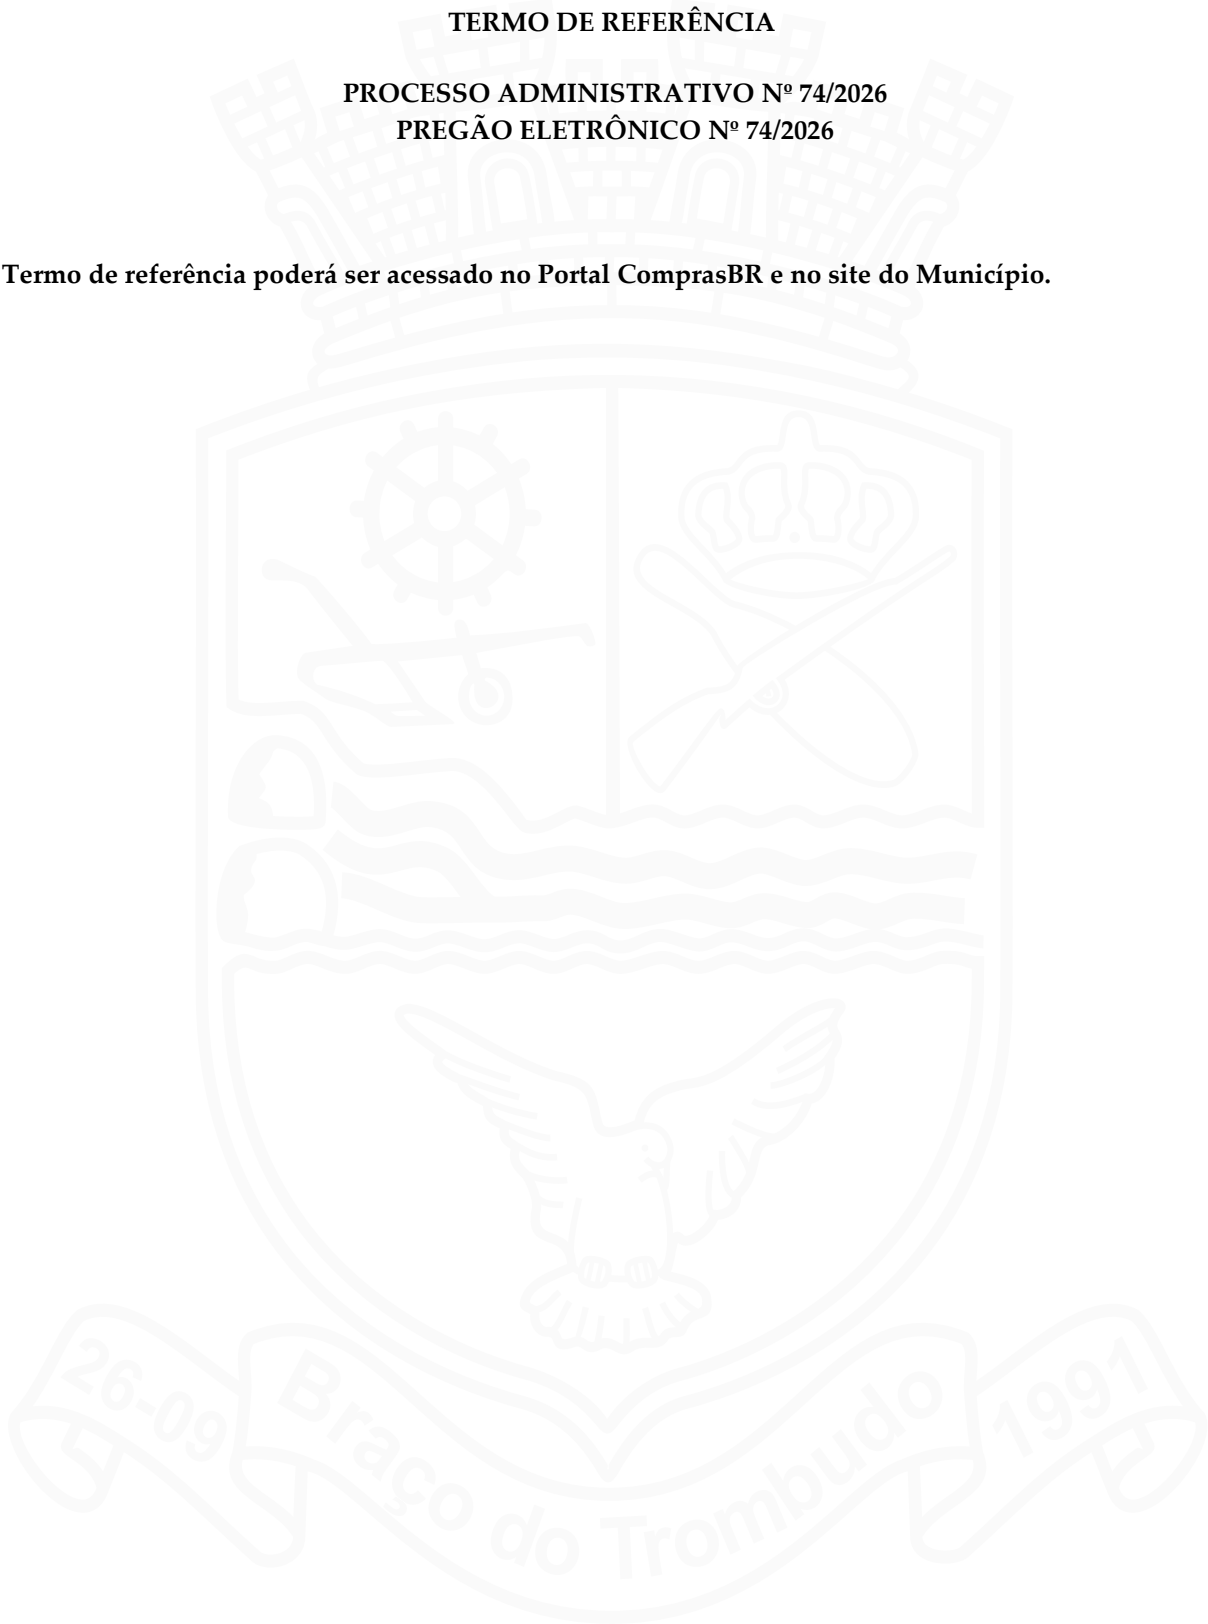 TERMO DE REFERÊNCIA
PROCESSO ADMINISTRATIVO Nº 74/2026
PREGÃO ELETRÔNICO Nº 74/2026
Termo de referência poderá ser acessado no Portal ComprasBR e no site do Município.
26-09 Braço do Trombudo 1991